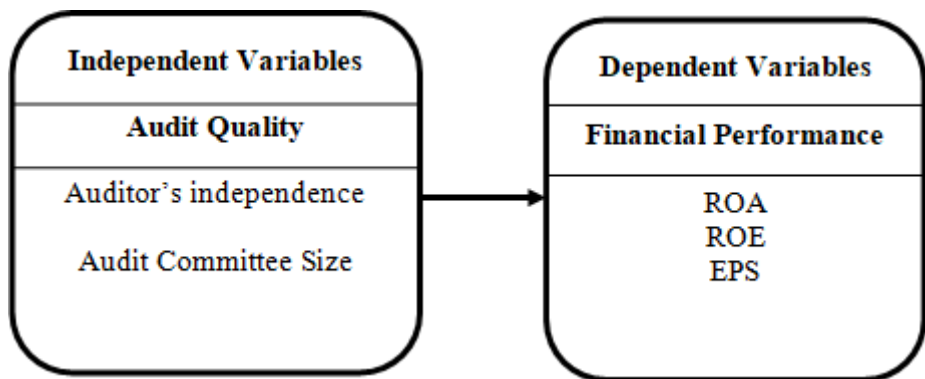 Independent Variables
Audit Quality
Auditor’s independence
Audit Committee Size
Dependent Variables
Financial Performance
ROA
ROE
EPS